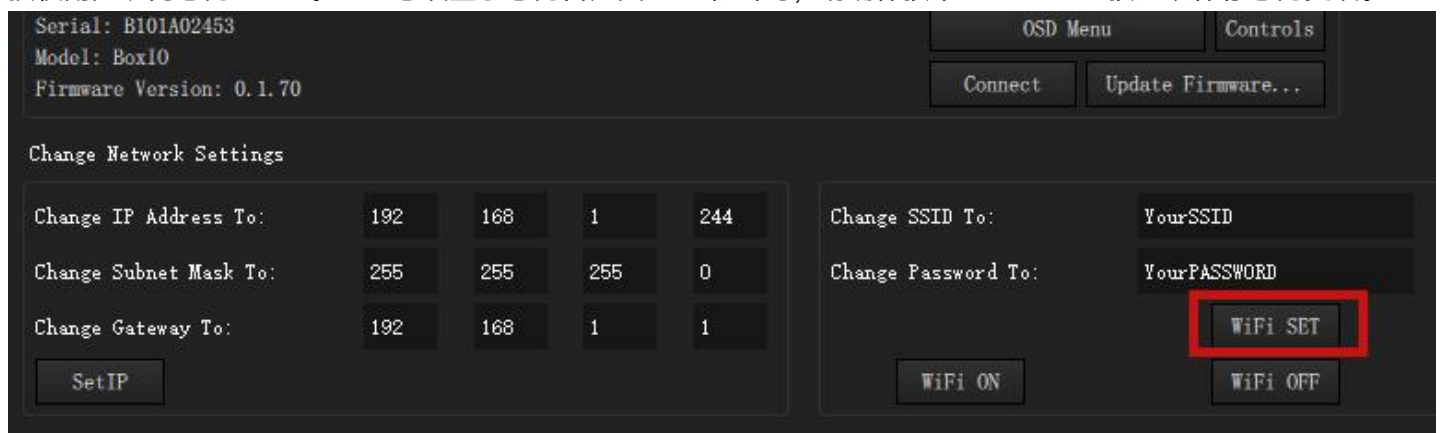 Serial: B101A02453
Model: BoxIO
Firmware Version: 0.1.70
OSD Menu
Controls
Connect
Update Firmware...
Change Network Settings
Change IP Address To: 192 168 1 244
Change Subnet Mask To: 255 255 255 0
Change Gateway To: 192 168 1 1
SetIP
Change SSID To: YourSSID
Change Password To: YourPASSWORD
WiFi SET
WiFi ON
WiFi OFF